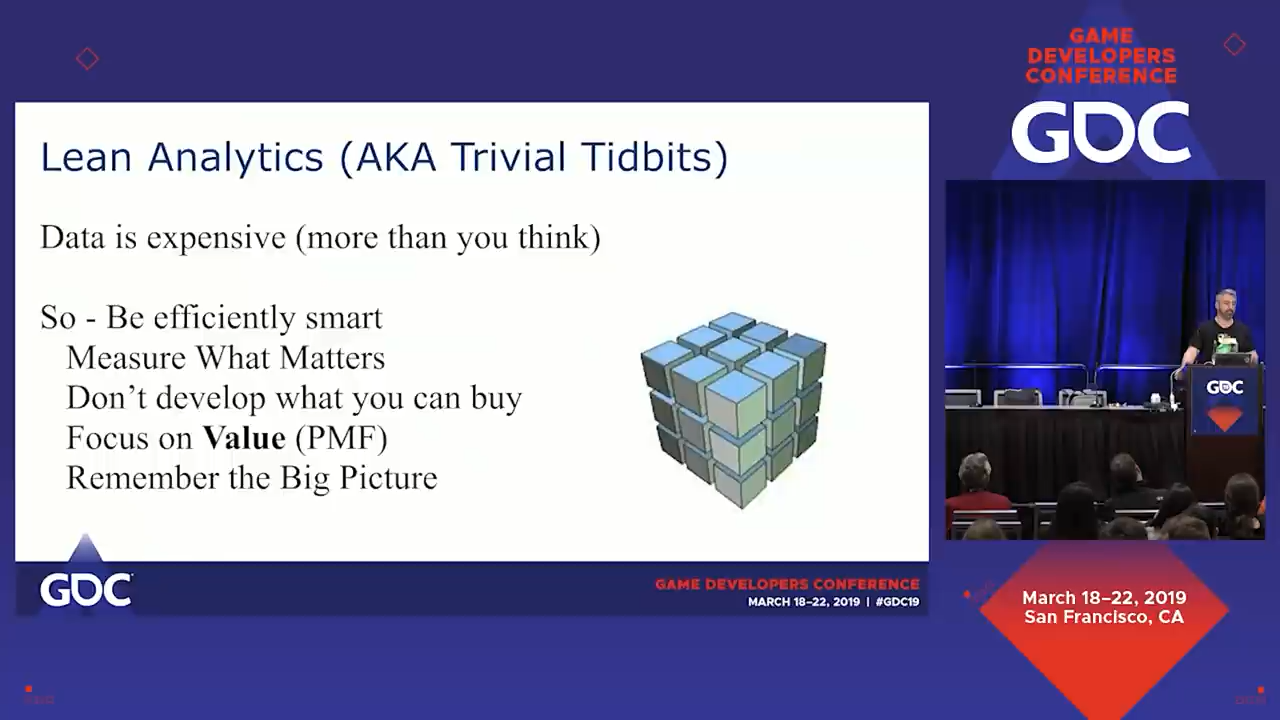 GAME
DEVELOPERS
CONFERENCE
GDC
Lean Analytics (AKA Trivial Tidbits)
Data is expensive (more than you think)
So - Be efficiently smart
Measure What Matters
Don’t develop what you can buy
Focus on Value (PMF)
Remember the Big Picture
GDC
GDC
GAME DEVELOPERS CONFERENCE
MARCH 18–22, 2019 | #GDC19
March 18–22, 2019
San Francisco, CA